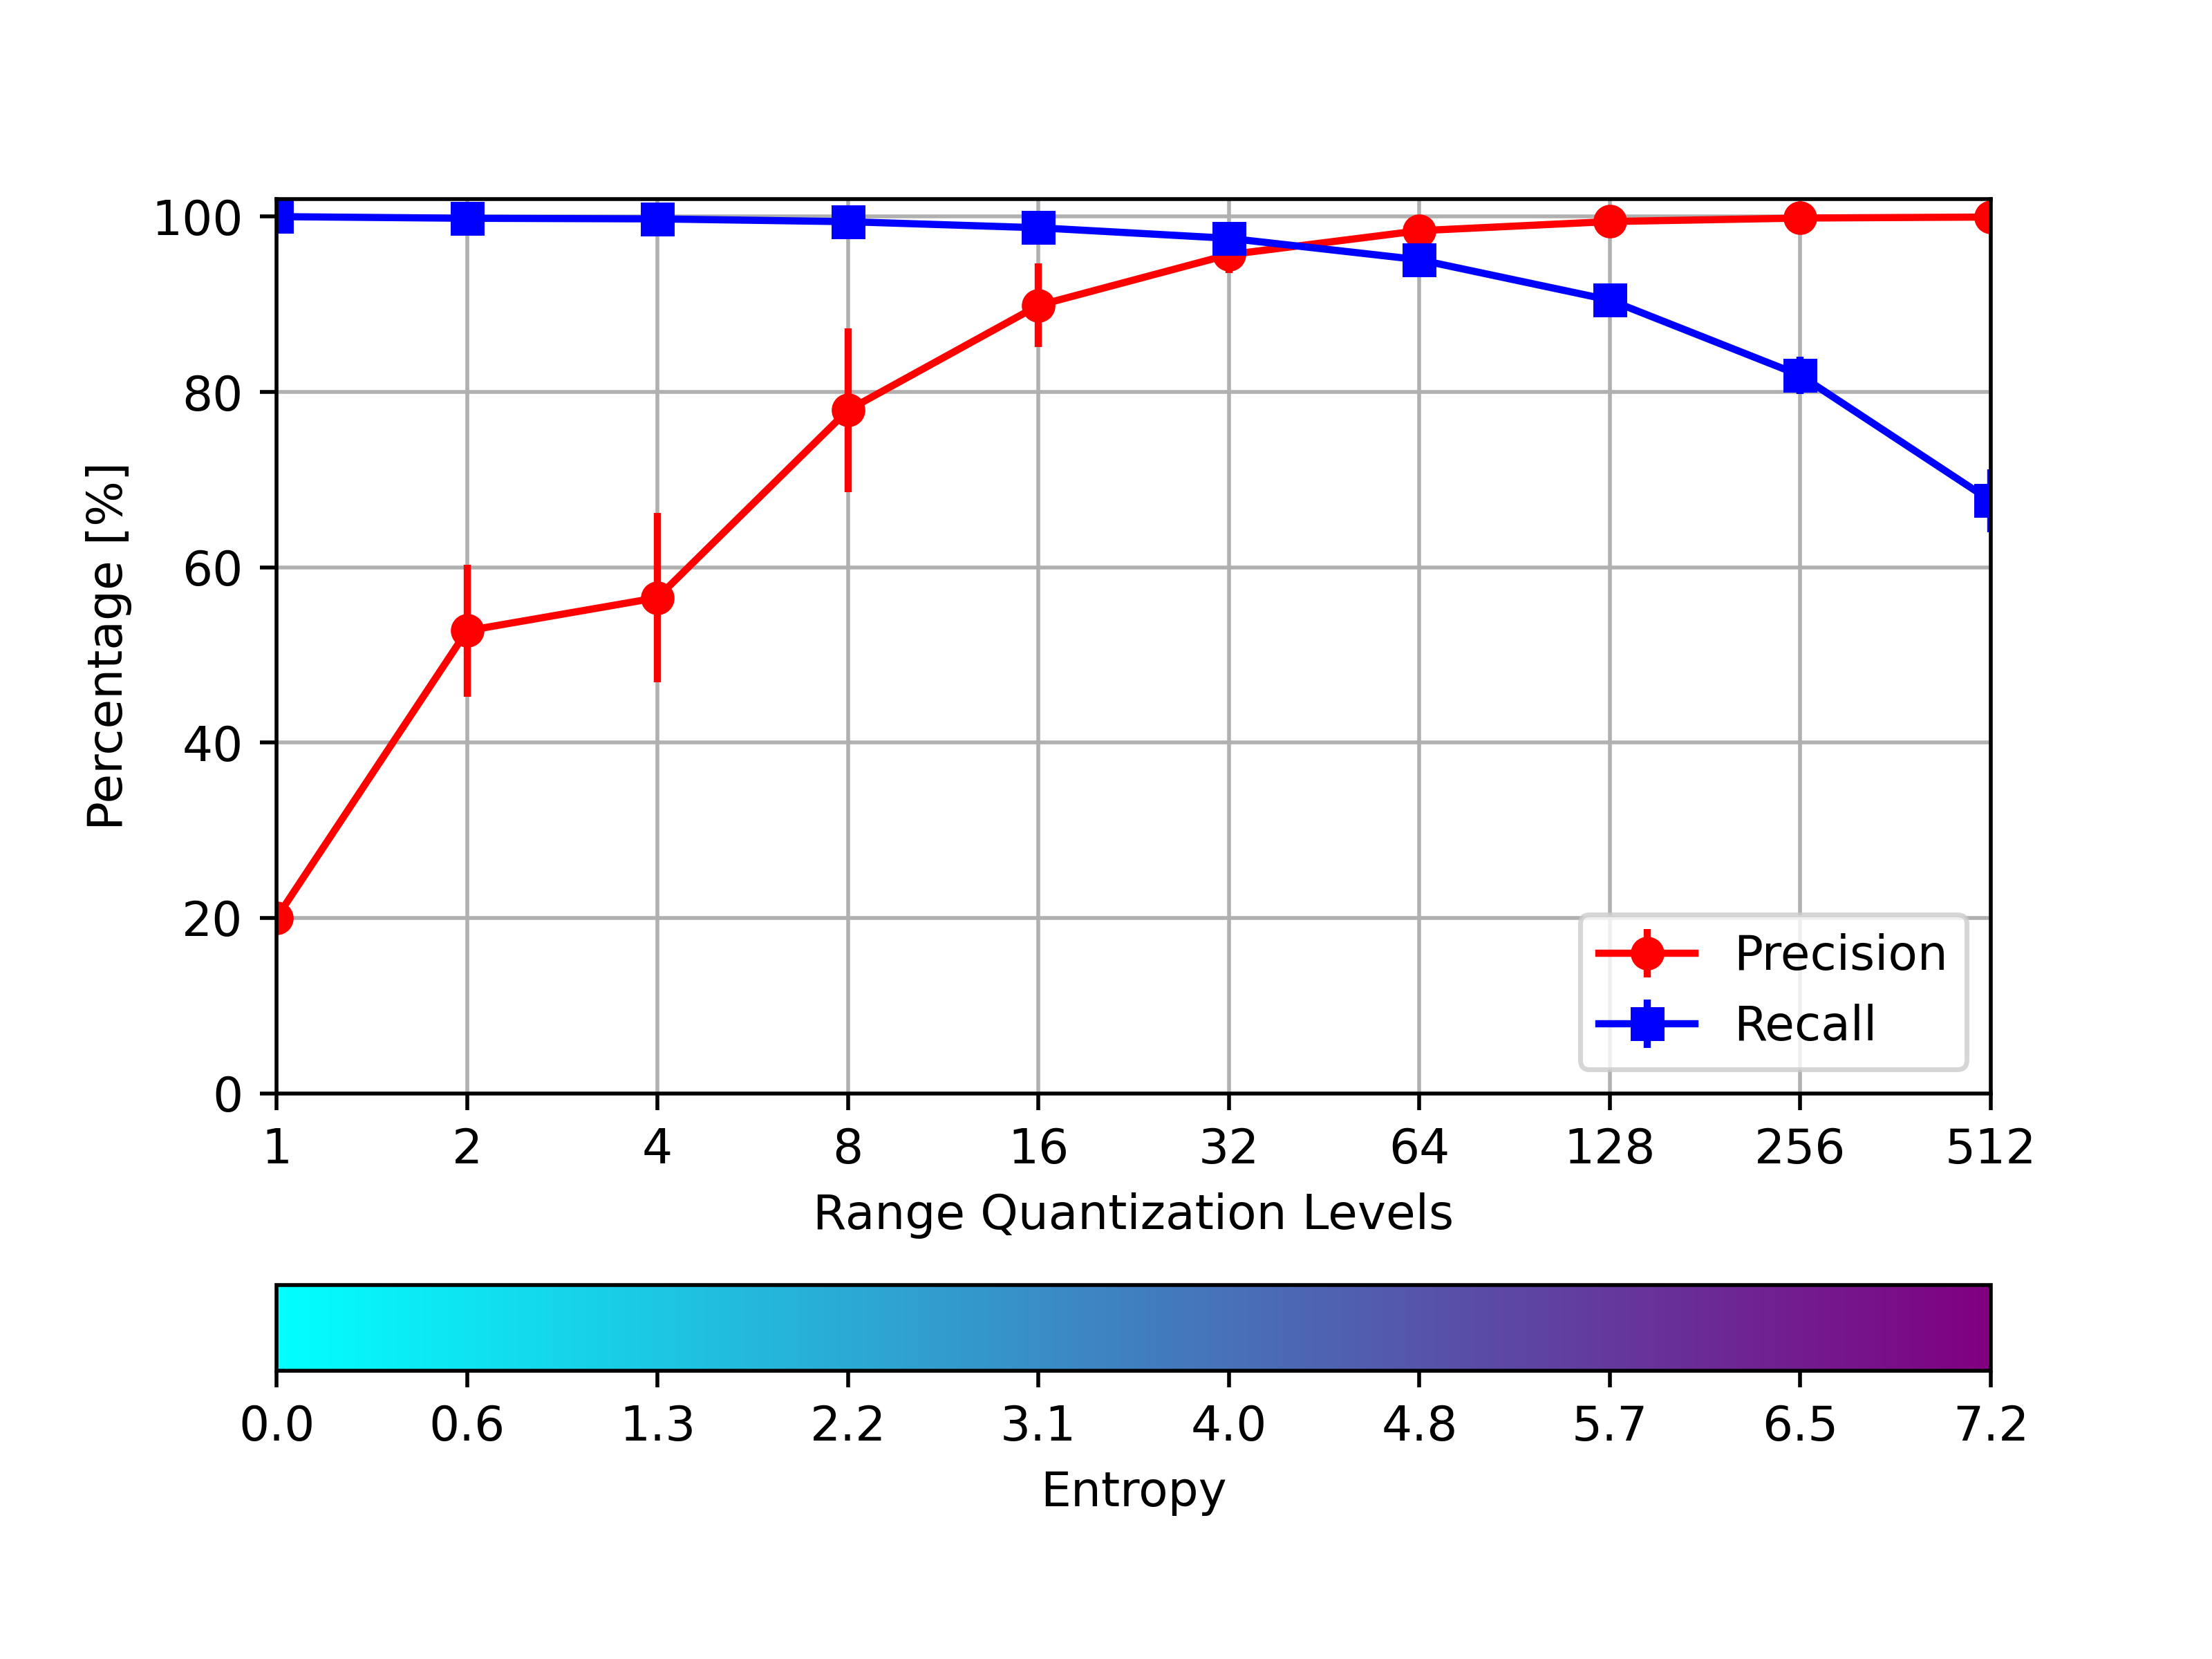 100
80
60
40
20
0
Percentage [%]
Precision
Recall
1 2 4 8 16 32 64 128 256 512
Range Quantization Levels
0.0 0.6 1.3 2.2 3.1 4.0 4.8 5.7 6.5 7.2
Entropy